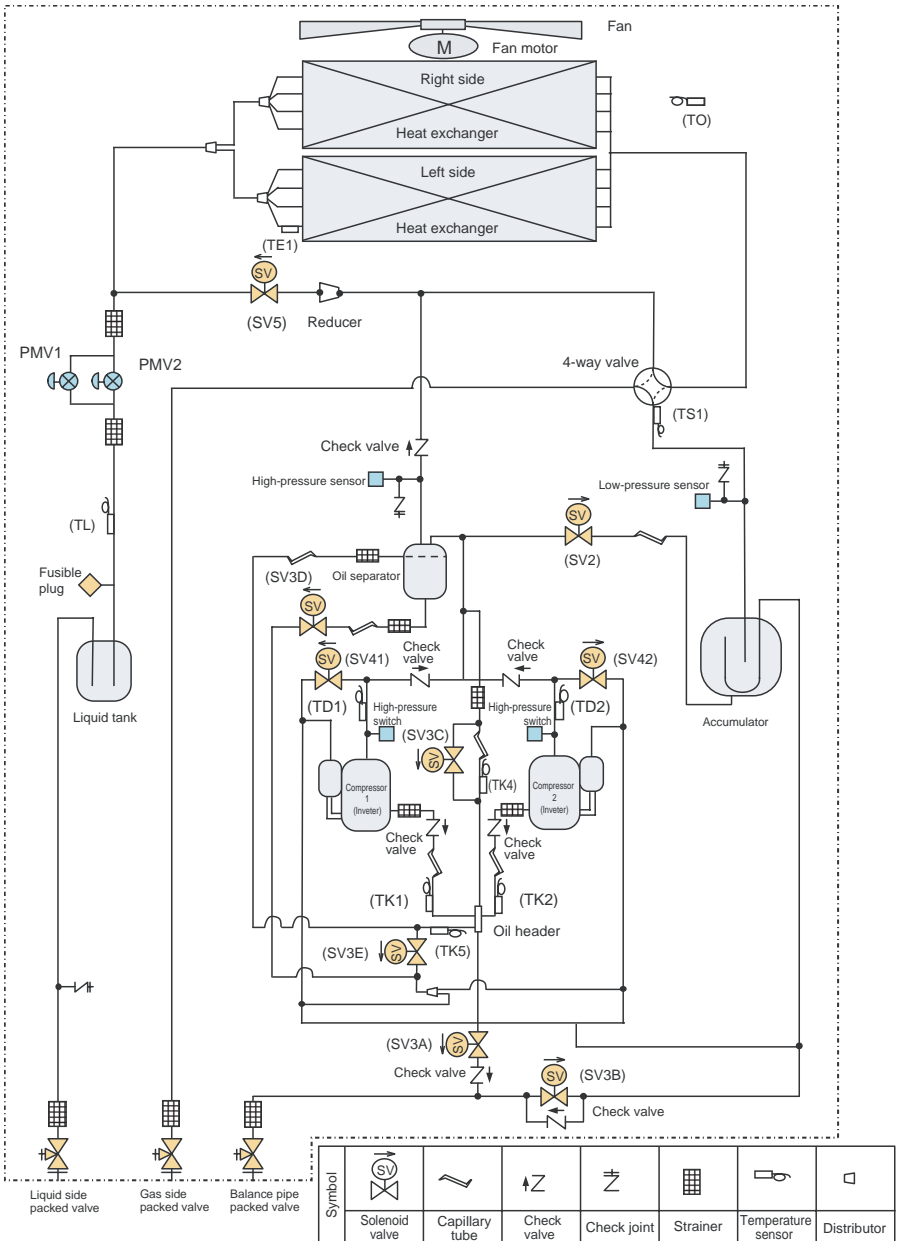 Fan
M
Fan motor
Right side
Heat exchanger
(TO)
Left side
Heat exchanger
(TE1)
SV
(SV5)
Reducer
PMV1
PMV2
4-way valve
(TS1)
Check valve
High-pressure sensor
Low-pressure sensor
SV
(SV2)
(TL)
(SV3D)
Oil separator
Fusible
plug
SV
Check
valve
Check
valve
SV
(SV41)
SV
(SV42)
Liquid tank
(TD1)
High-pressure
switch
High-pressure
switch
(TD2)
Accumulator
(SV3C)
SV
(TK4)
Compressor
1
(Inveter)
Compressor
2
(Inveter)
Check
valve
Check
valve
(TK1)
(TK2)
Oil header
(SV3E)
SV
(TK5)
(SV3A)
SV
Check valve
SV
(SV3B)
Check valve
Liquid side
packed valve
Gas side
packed valve
Balance pipe
packed valve
Symbol
SV
Solenoid
valve
Capillary
tube
Check
valve
Check joint
Strainer
Temperature
sensor
Distributor